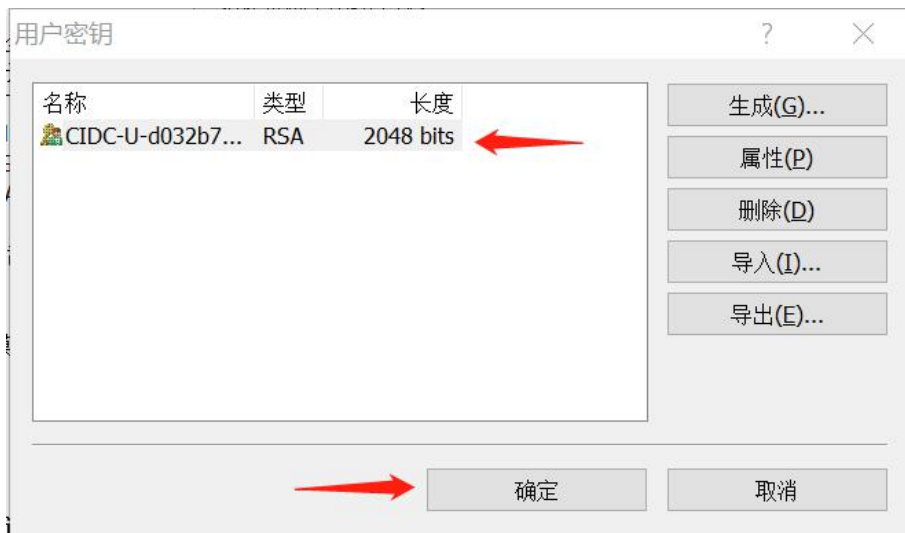 用户密钥
名称 类型 长度
CIDC-U-d032b7... RSA 2048 bits
生成(G)...
属性(P)
删除(D)
导入(I)...
导出(E)...
确定 取消